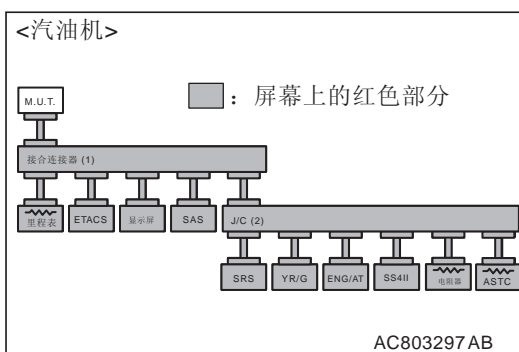 <汽油机>
M.U.T.
：屏幕上的红色部分
接合连接器 (1)
里程表 ETACS 显示屏 SAS J/C (2)
SRS YR/G ENG/AT SS4II 电阻器 ASTC
AC803297AB